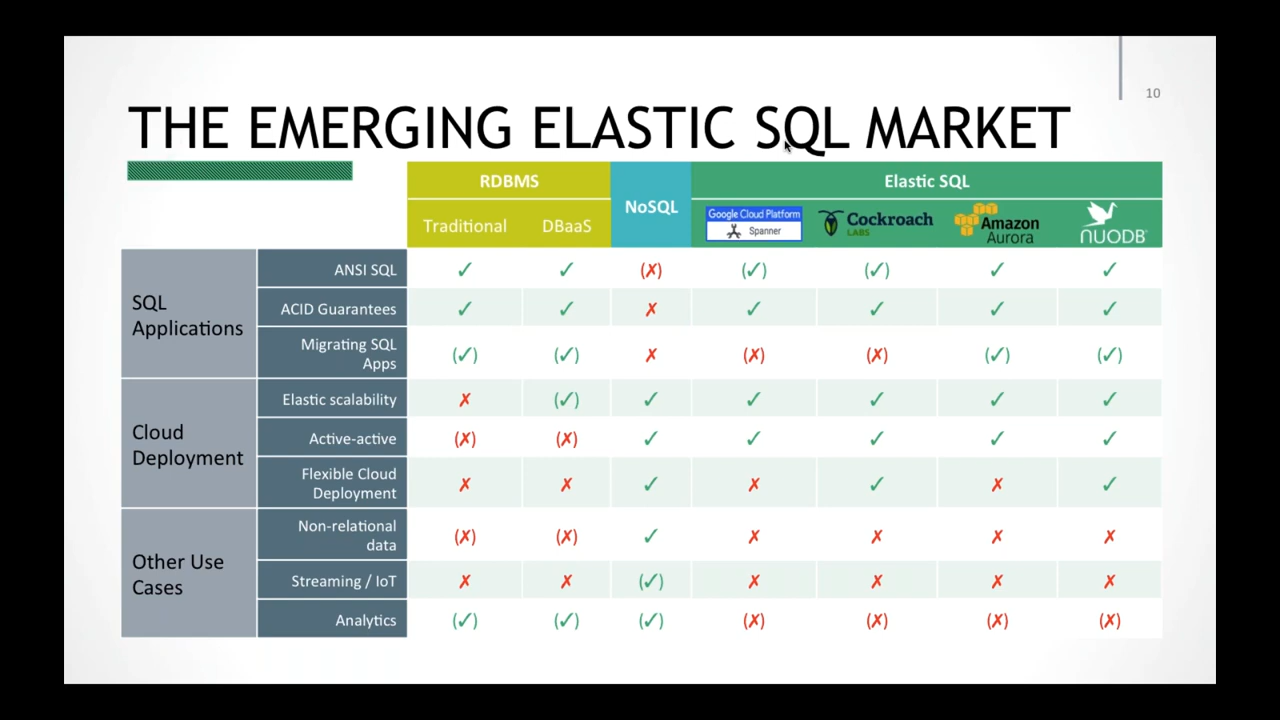 10
THE EMERGING ELASTIC SQL MARKET
RDBMS
NoSQL
Elastic SQL
Traditional
DBaaS
Google Cloud Platform
Spanner
Cockroach
LABS
Amazon
Aurora
NUODB
SQL
Applications
ANSI SQL ✓ ✓ (✗) (✓) (✓) ✓ ✓
ACID Guarantees ✓ ✓ ✗ ✓ ✓ ✓ ✓
Migrating SQL
Apps (✓) (✓) ✗ (✗) (✗) (✓) (✓)
Cloud
Deployment
Elastic scalability ✗ (✓) ✓ ✓ ✓ ✓ ✓
Active-active (✗) (✗) ✓ ✓ ✓ ✓ ✓
Flexible Cloud
Deployment ✗ ✗ ✓ ✗ ✓ ✗ ✓
Other Use
Cases
Non-relational
data (✗) (✗) ✓ ✗ ✗ ✗ ✗
Streaming / IoT ✗ ✗ (✓) ✗ ✗ ✗ ✗
Analytics (✓) (✓) (✓) (✗) (✗) (✗) (✗)